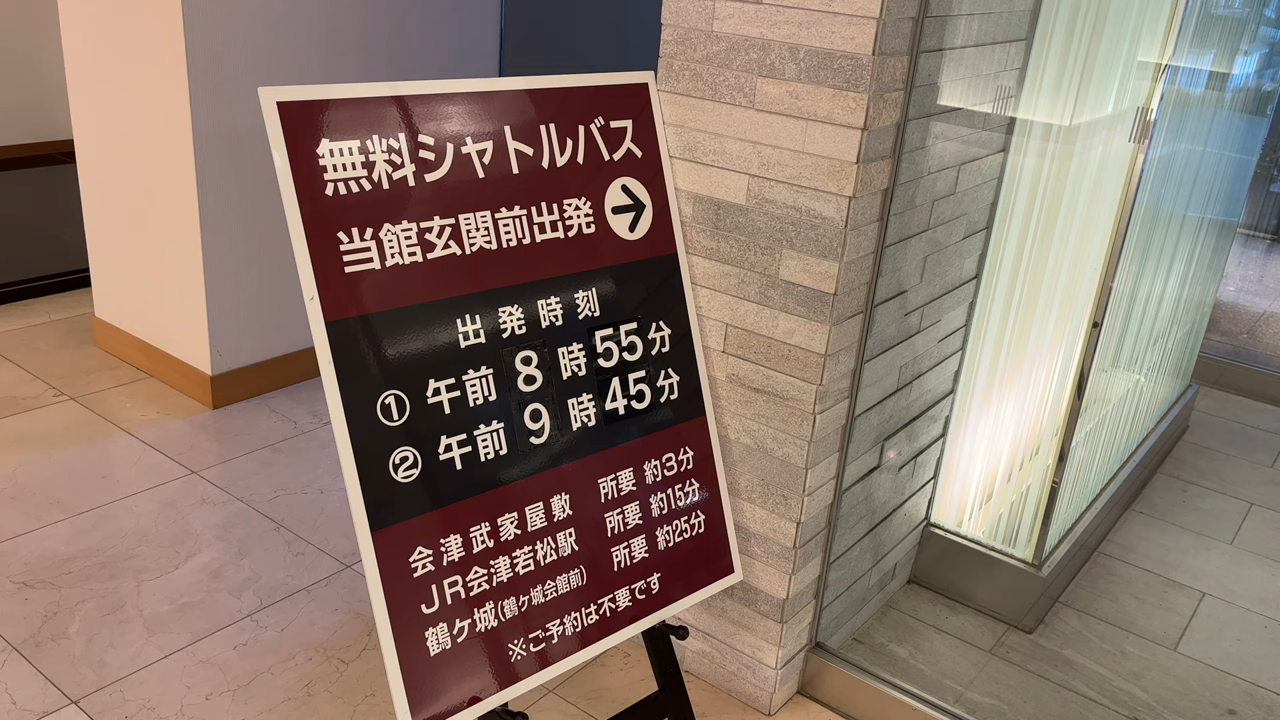 無料シャトルバス
当館玄関前出発 →
出発時刻
① 午前 8 時 55 分
② 午前 9 時 45 分
会津武家屋敷 所要 約3分
JR会津若松駅 所要 約15分
鶴ケ城(鶴ケ城会館前) 所要 約25分
※ご予約は不要です